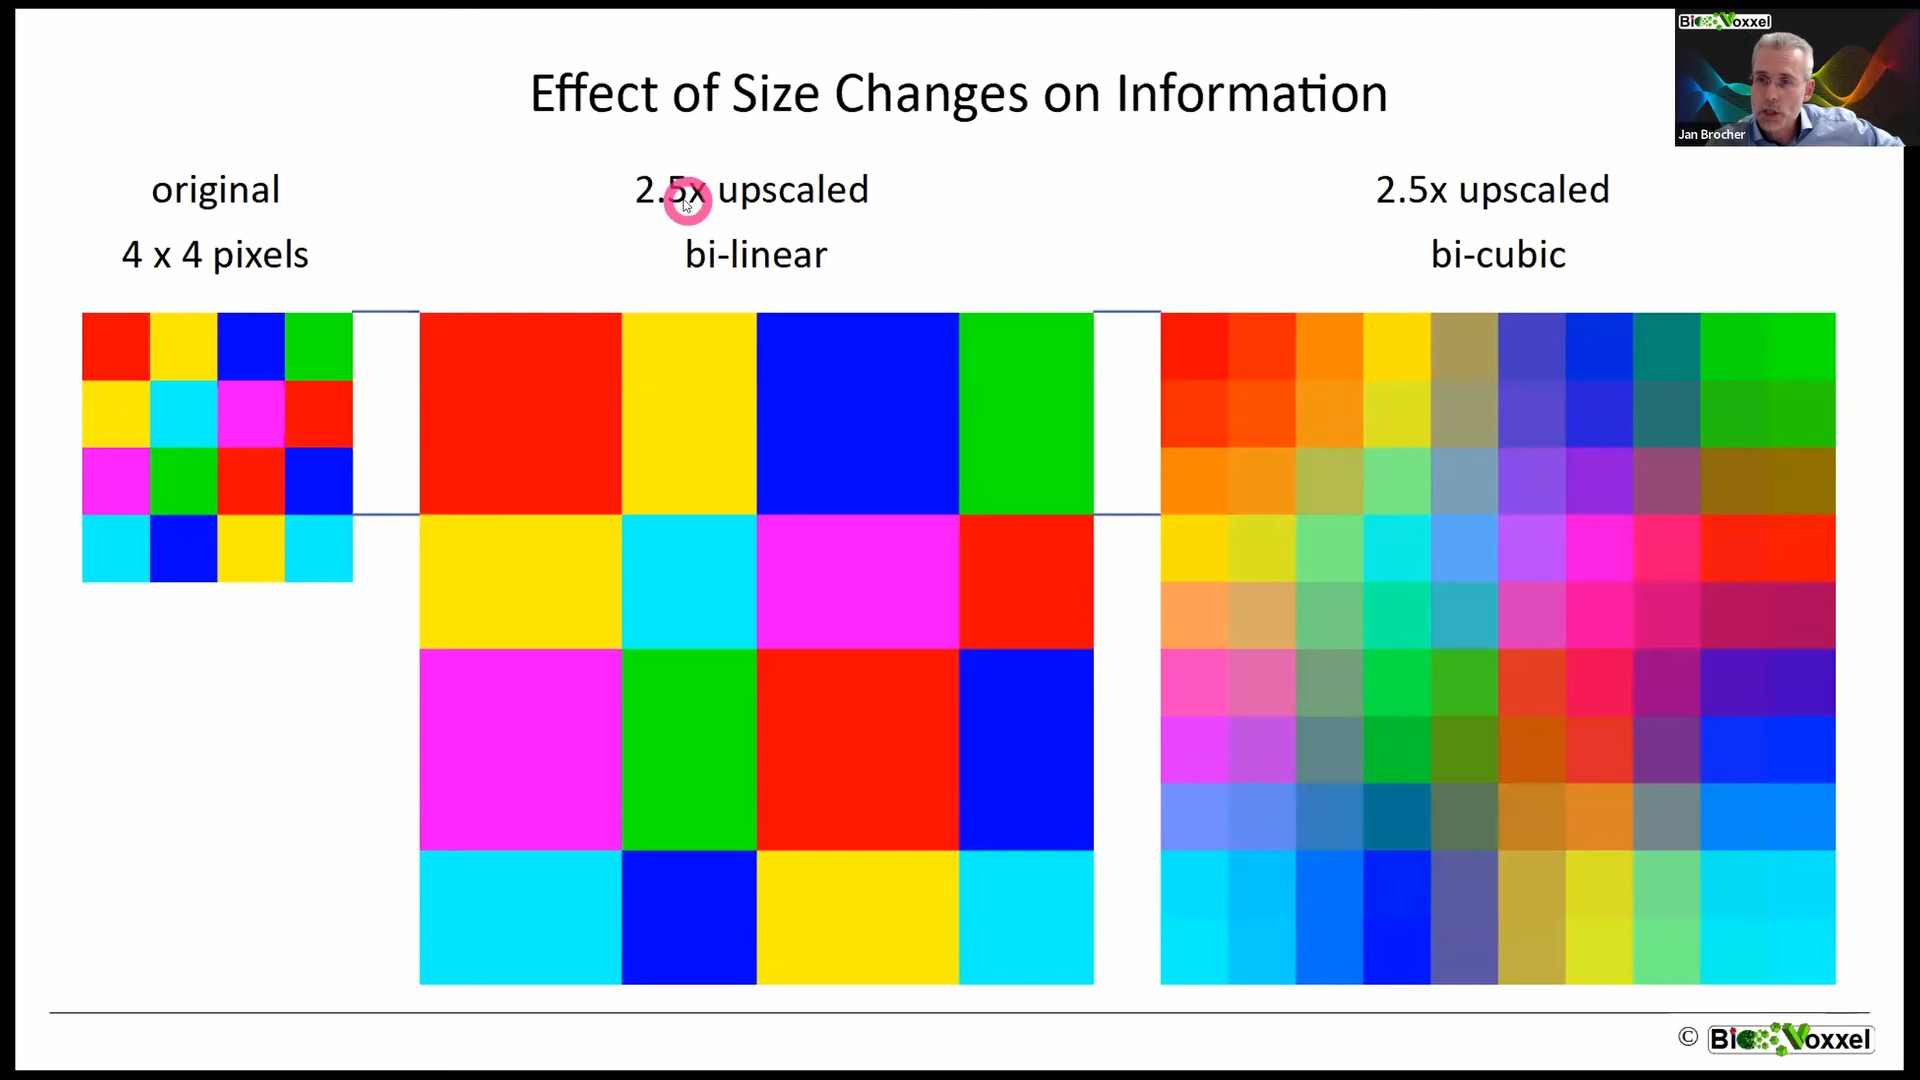 BioVoxxel
Jan Brocher
Effect of Size Changes on Information
original
4 x 4 pixels
2.5x upscaled
bi-linear
2.5x upscaled
bi-cubic
© BioVoxxel